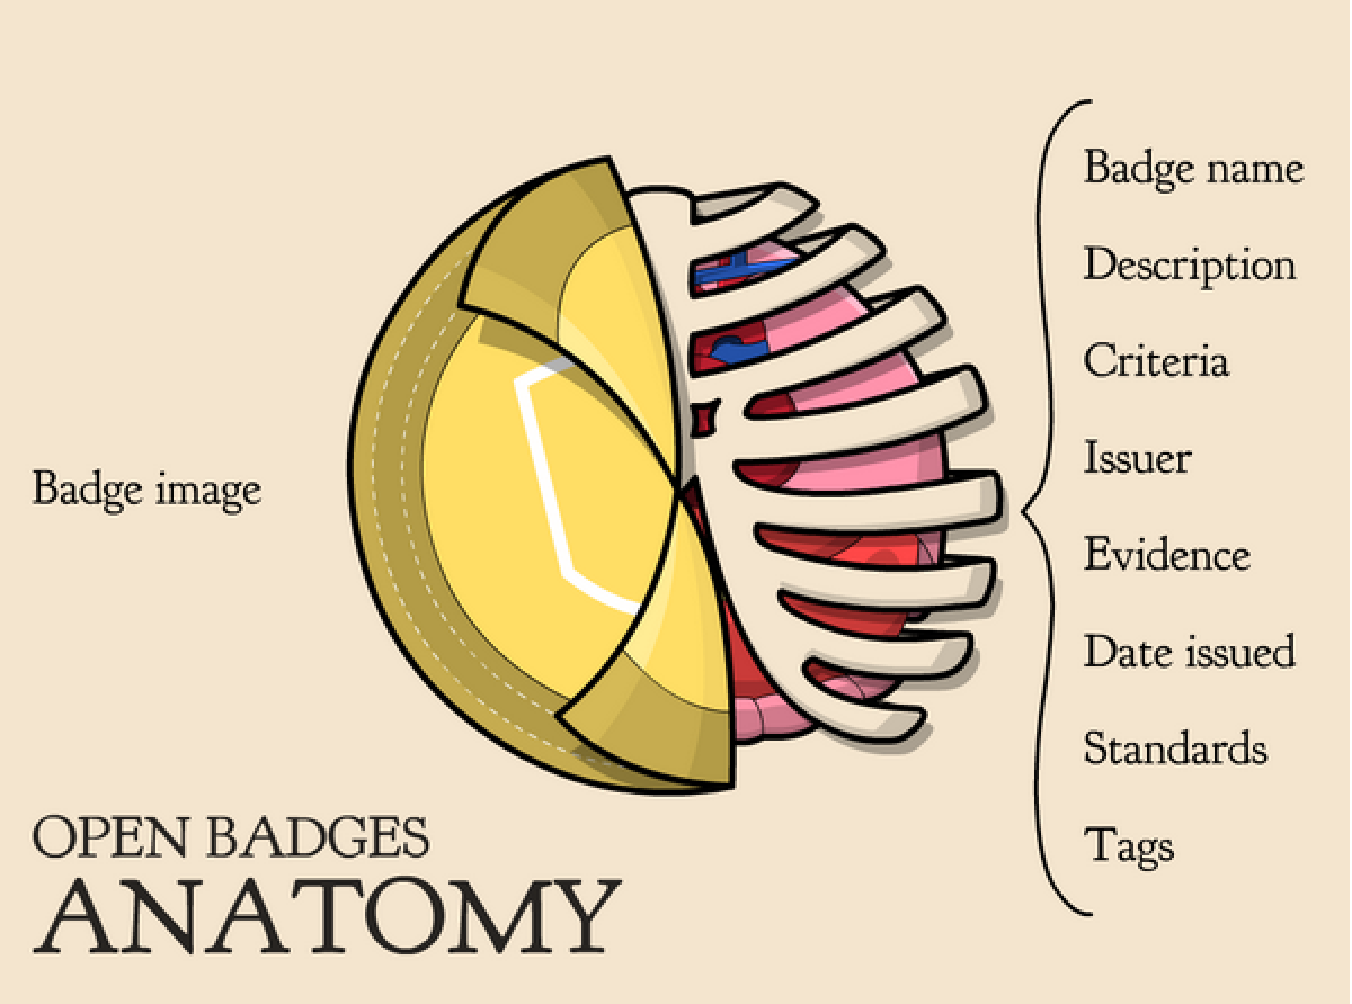 Badge image
OPEN BADGES
ANATOMY
Badge name
Description
Criteria
Issuer
Evidence
Date issued
Standards
Tags